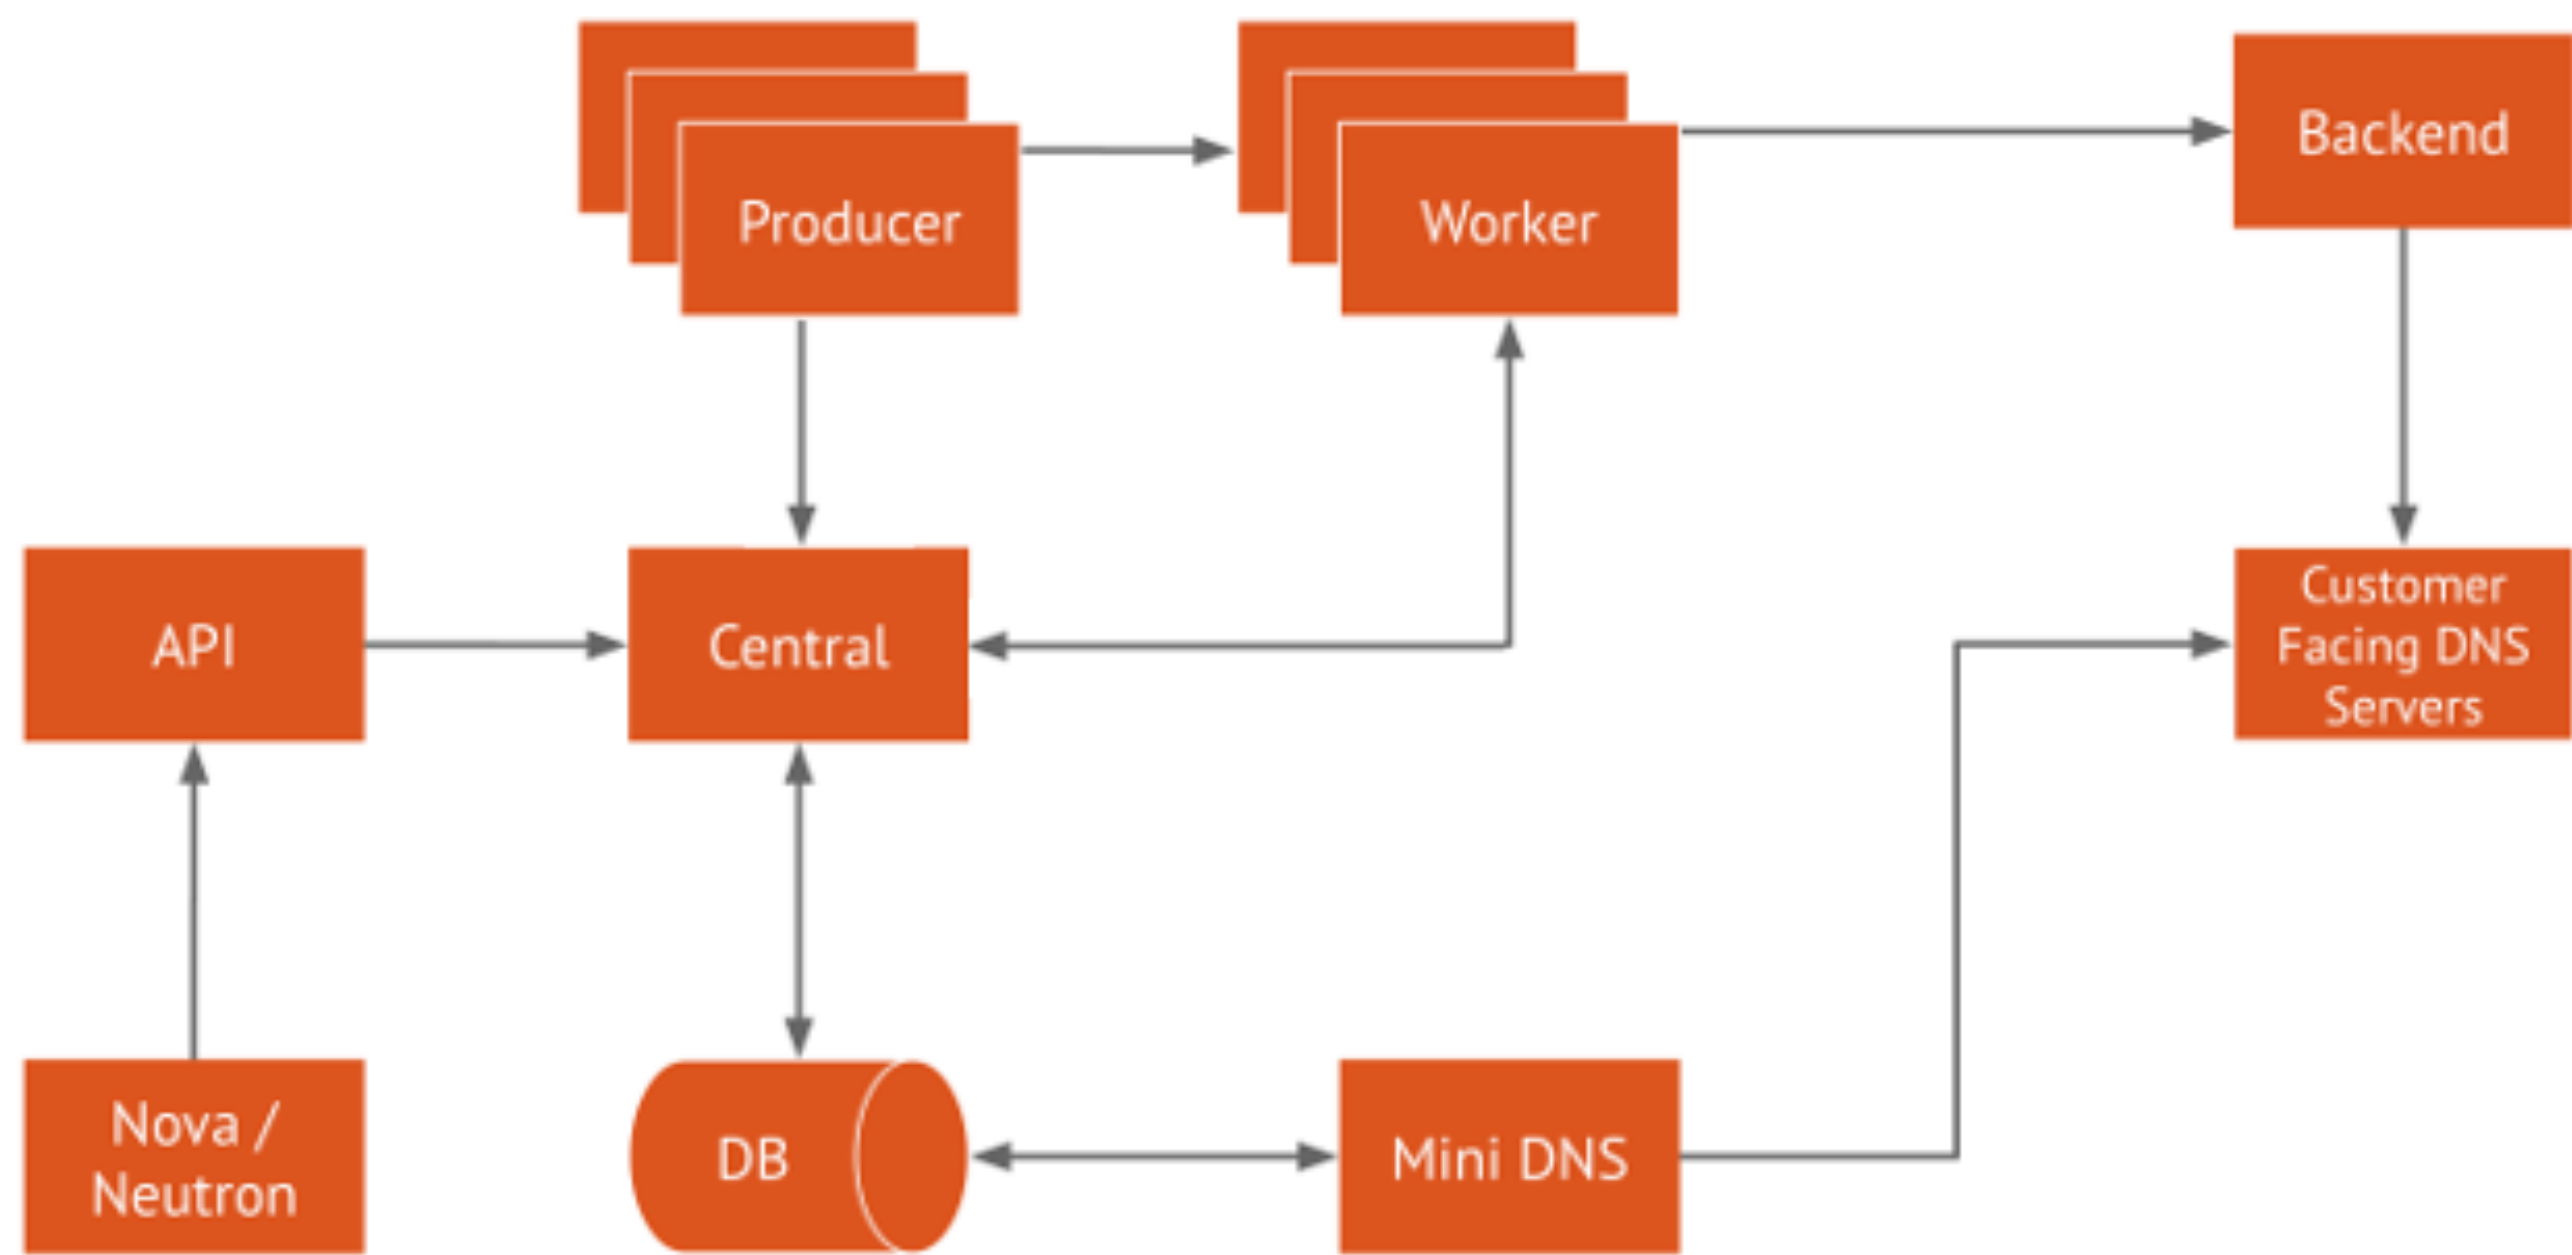 Producer
Worker
Backend
API
Central
Customer
Facing DNS
Servers
Nova /
Neutron
DB
Mini DNS